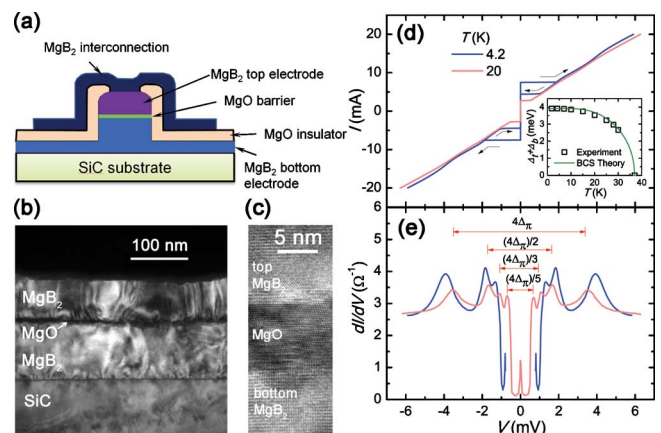 (a)
MgB₂ interconnection
MgB₂ top electrode
MgO barrier
MgO insulator
MgB₂ bottom
electrode
SiC substrate
(b)
100 nm
MgB₂
MgO
MgB₂
SiC
(c)
5 nm
top
MgB₂
MgO
bottom
MgB₂
(d)
T(K)
4.2
20
I(mA)
20
10
0
-10
-20
Δ₁+Δb (meV)
4
3
2
1
0
0 10 20 30 40
T(K)
Experiment
BCS Theory
(e)
4Δπ
(4Δπ)/2
(4Δπ)/3
(4Δπ)/5
dI/dV(Ω⁻¹)
5
4
3
2
1
0
-6 -4 -2 0 2 4 6
V(mV)